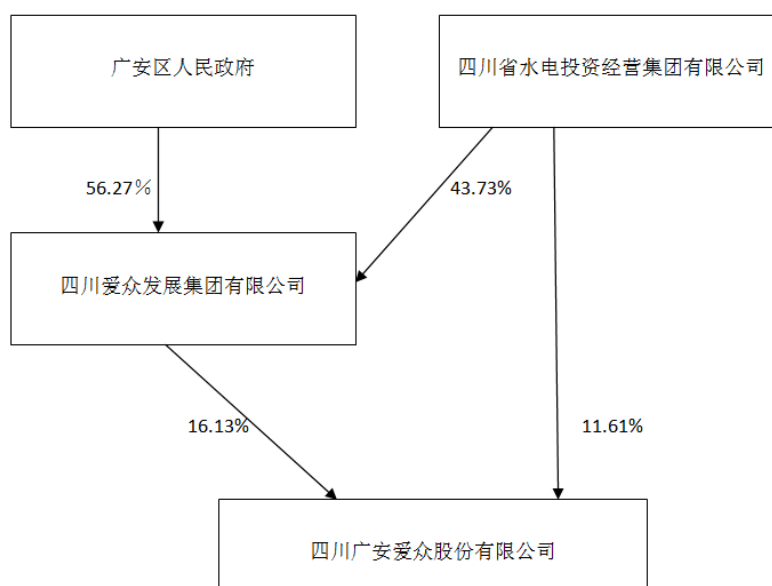 广安区人民政府
四川省水电投资经营集团有限公司
56.27％
43.73%
四川爱众发展集团有限公司
16.13%
11.61%
四川广安爱众股份有限公司